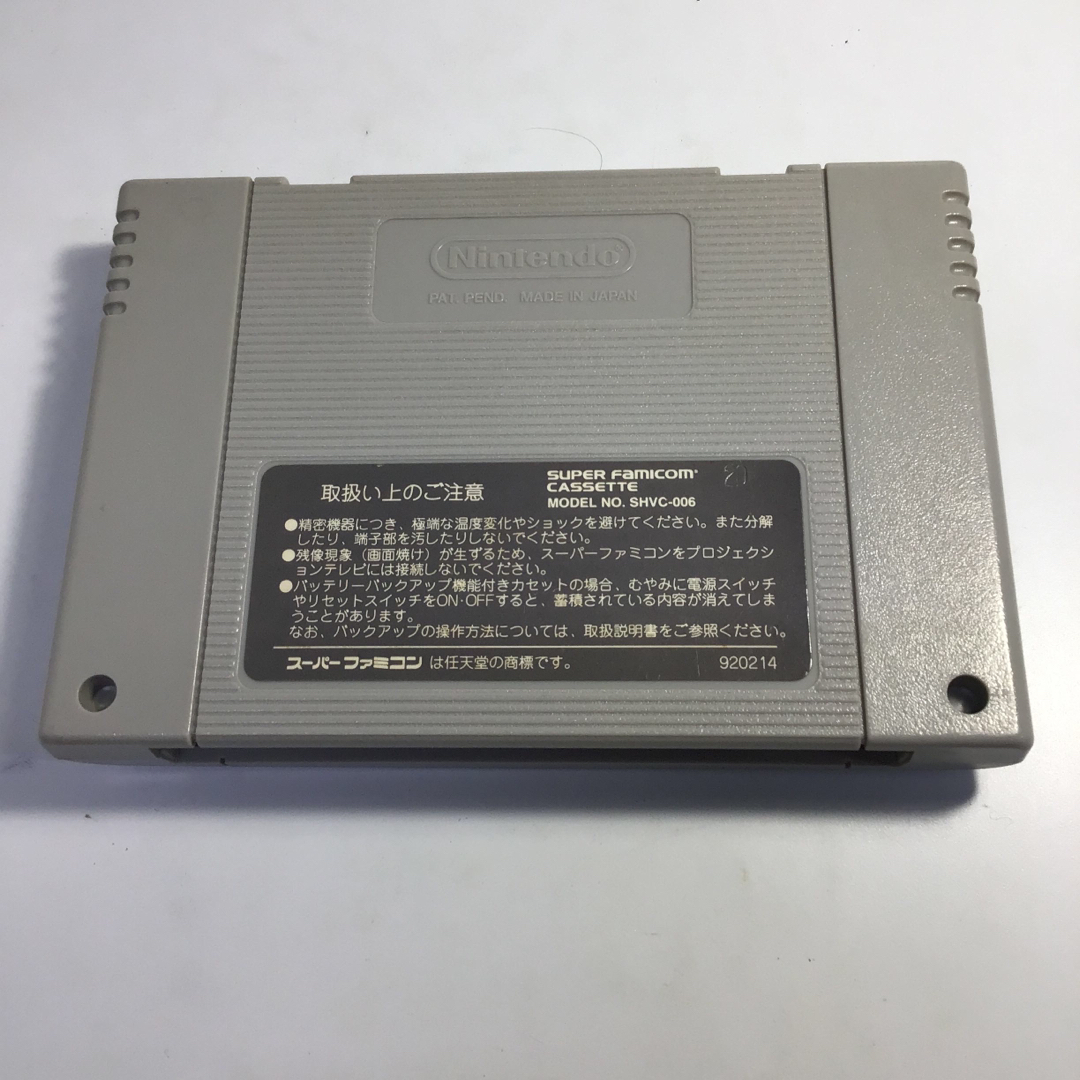 Nintendo
PAT. PEND. MADE IN JAPAN
取扱い上のご注意
SUPER FAMICOM
CASSETTE
MODEL NO. SHVC-006
20
●精密機器につき、極端な温度変化やショックを避けてください。また分解
したり、端子部を汚したりしないでください。
●残像現象（画面焼け）が生ずるため、スーパーファミコンをプロジェクシ
ョンテレビには接続しないでください。
●バッテリーバックアップ機能付きカセットの場合、むやみに電源スイッチ
やリセットスイッチをON·OFFすると、蓄積されている内容が消えてしま
うことがあります。
なお、バックアップの操作方法については、取扱説明書をご参照ください。
スーパーファミコン は任天堂の商標です。
920214